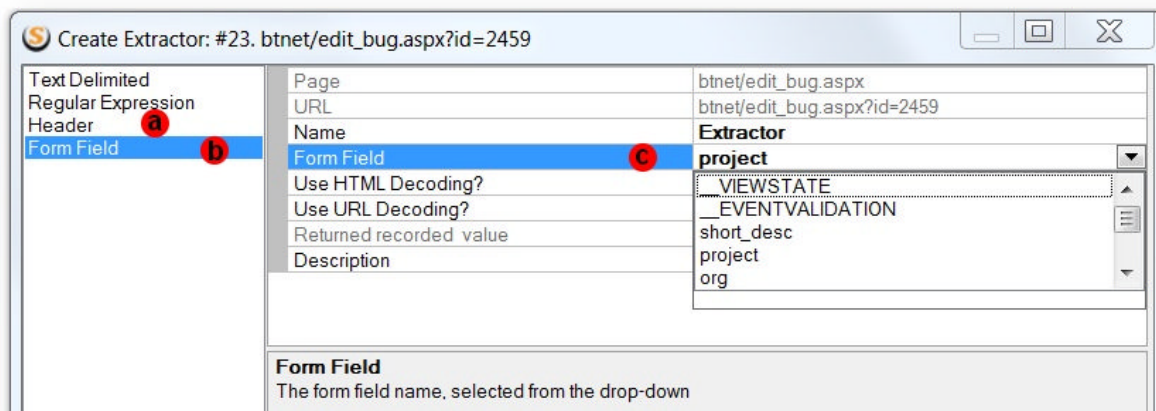 S Create Extractor: #23. btnet/edit_bug.aspx?id=2459
Text Delimited
Regular Expression
Header a
Form Field b
Page btnet/edit_bug.aspx
URL btnet/edit_bug.aspx?id=2459
Name Extractor
Form Field c project
Use HTML Decoding? __VIEWSTATE
Use URL Decoding? __EVENTVALIDATION
Returned recorded value short_desc
Description project
org
Form Field
The form field name, selected from the drop-down